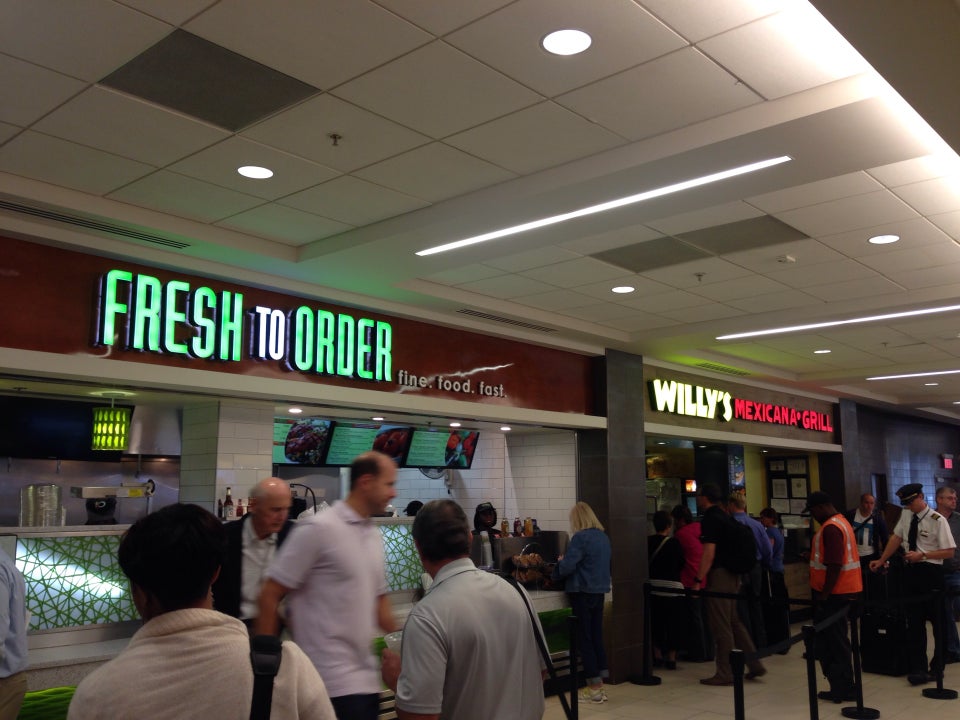 FRESH TO ORDER
fine. food. fast.
WILLY'S MEXICANA GRILL